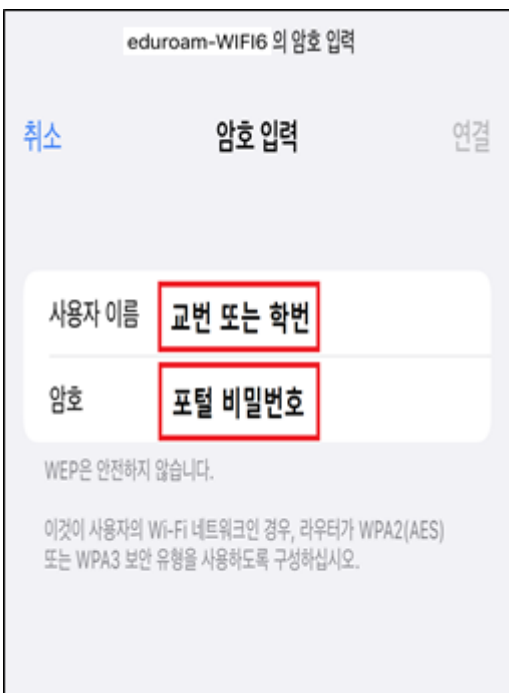 eduroam-WIFI6 의 암호 입력
취소 암호 입력 연결
사용자 이름 교번 또는 학번
암호 포털 비밀번호
WEP은 안전하지 않습니다.
이것이 사용자의 Wi-Fi 네트워크인 경우, 라우터가 WPA2(AES)
또는 WPA3 보안 유형을 사용하도록 구성하십시오.